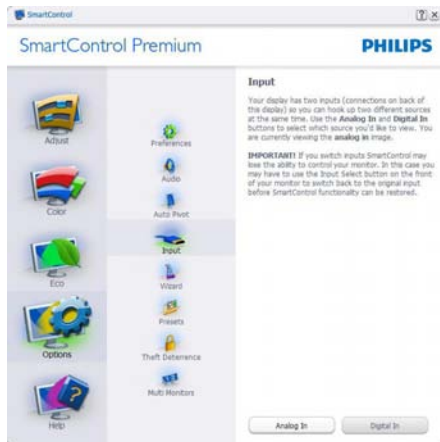 SmartControl
SmartControl Premium
PHILIPS
Adjust
Color
Eco
Options
Help
Preferences
Audio
Auto Pivot
Input
Wizard
Presets
Theft Deterrence
Multi Monitors
Input
Your display has two inputs (connections on back of
the display) so you can hook up two different sources
at the same time. Use the Analog In and Digital In
buttons to select which source you'd like to view. You
are currently viewing the analog in image.
IMPORTANT! If you switch inputs SmartControl may
lose the ability to control your monitor. In this case you
may have to use the Input Select button on the front
of your monitor to switch back to the original input
before SmartControl functionality can be restored.
Analog In
Digital In